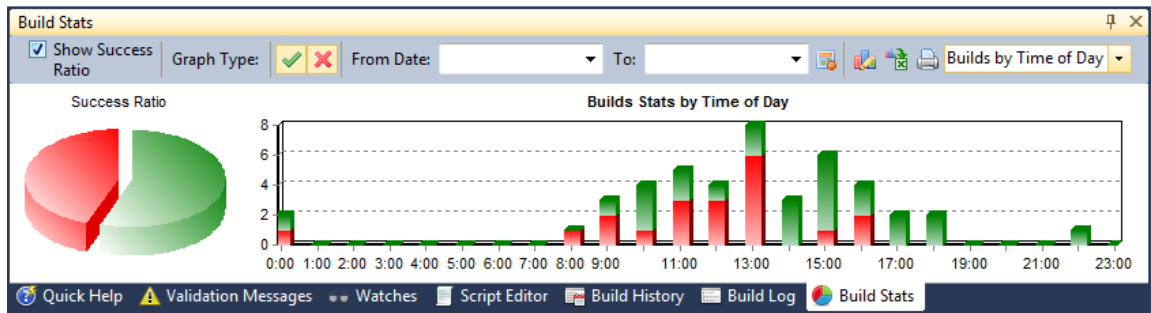 Build Stats
Show Success
Ratio
Graph Type:
From Date:
To:
Builds by Time of Day
Success Ratio
Builds Stats by Time of Day
8
6
4
2
0
0:00 1:00 2:00 3:00 4:00 5:00 6:00 7:00 8:00 9:00 11:00 13:00 15:00 17:00 19:00 21:00 23:00
Quick Help Validation Messages Watches Script Editor Build History Build Log Build Stats